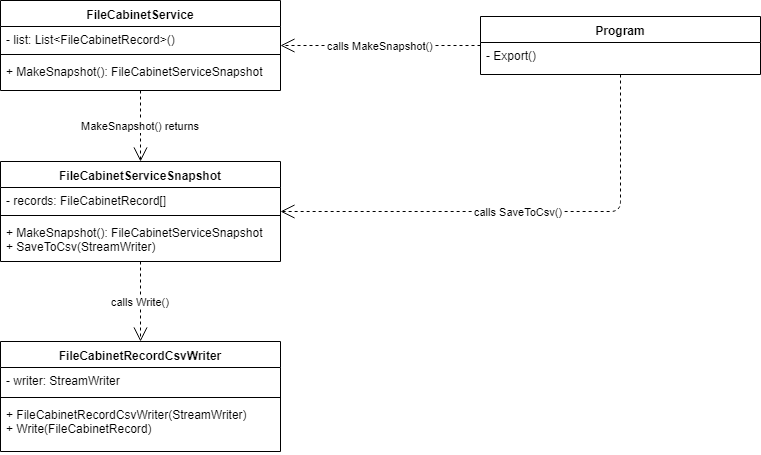 FileCabinetService
- list: List<FileCabinetRecord>()
+ MakeSnapshot(): FileCabinetServiceSnapshot
Program
- Export()
calls MakeSnapshot()
MakeSnapshot() returns
FileCabinetServiceSnapshot
- records: FileCabinetRecord[]
+ MakeSnapshot(): FileCabinetServiceSnapshot
+ SaveToCsv(StreamWriter)
calls SaveToCsv()
calls Write()
FileCabinetRecordCsvWriter
- writer: StreamWriter
+ FileCabinetRecordCsvWriter(StreamWriter)
+ Write(FileCabinetRecord)